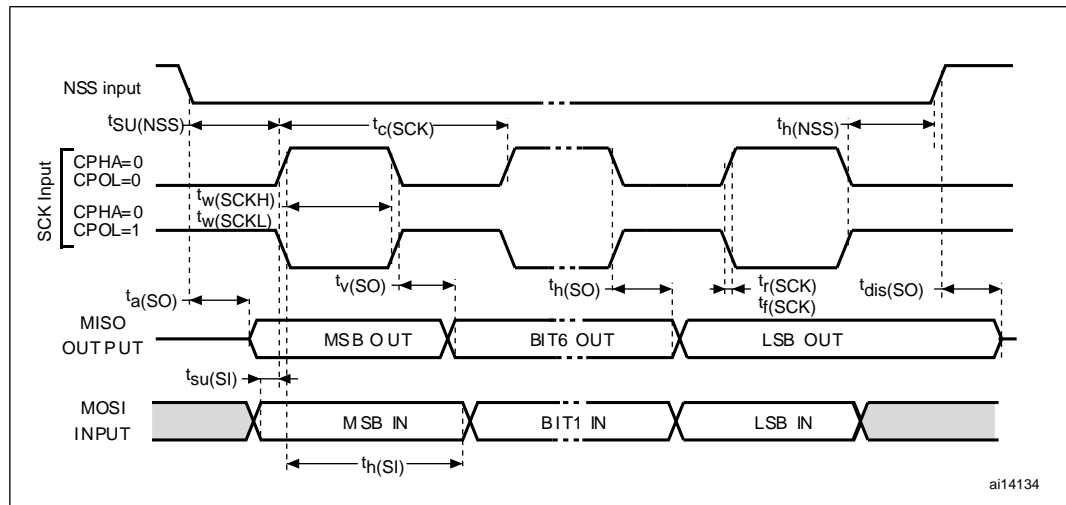 NSS input
tSU(NSS)
tc(SCK)
th(NSS)
SCK Input
CPHA=0
CPOL=0
tw(SCKH)
CPHA=0
tw(SCKL)
CPOL=1
tv(SO)
th(SO)
tr(SCK)
tf(SCK)
tdis(SO)
ta(SO)
MISO
OUTPUT
MSB OUT
BIT6 OUT
LSB OUT
tsu(SI)
MOSI
INPUT
MSB IN
BIT1 IN
LSB IN
th(SI)
ai14134